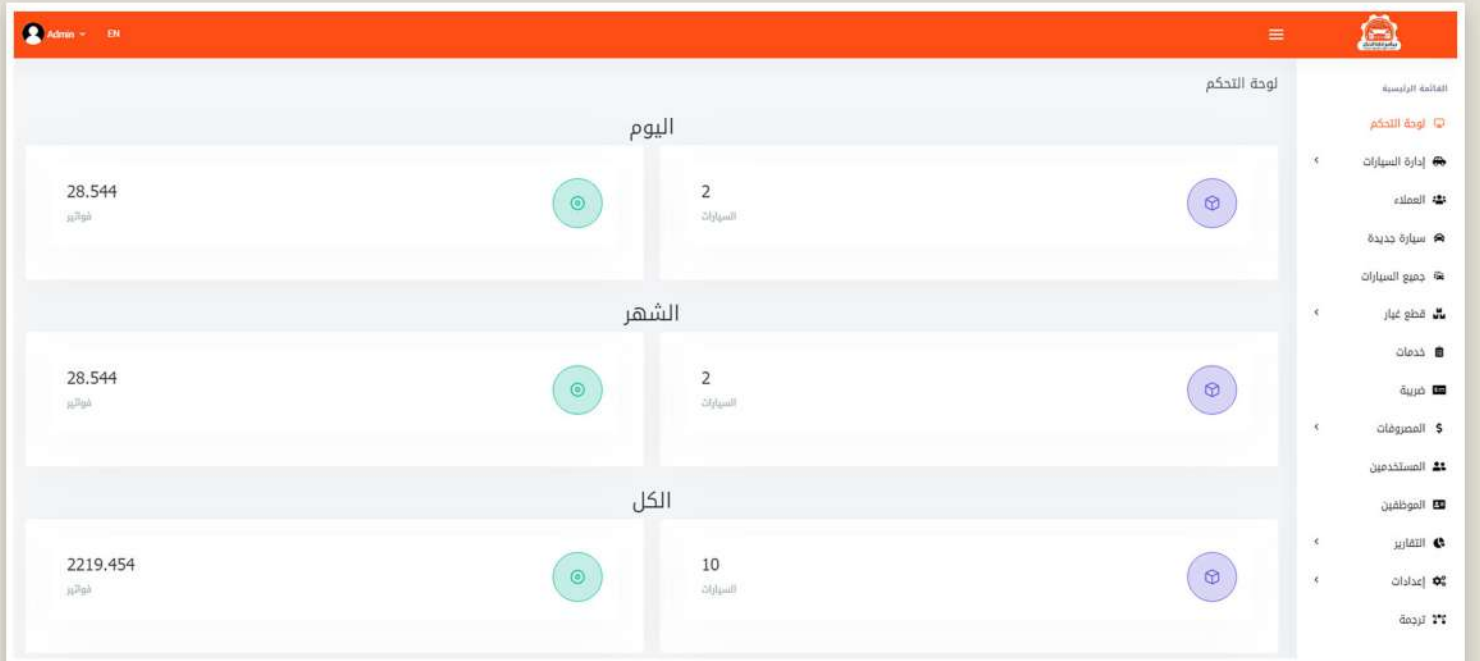 Admin
EN
القائمة الرئيسية
لوحة التحكم
إدارة السيارات
العملاء
سيارة جديدة
جميع السيارات
قطع غيار
خدمات
ضريبة
$ المصروفات
المستخدمين
الموظفين
التقارير
إعدادات
ترجمة
لوحة التحكم
اليوم
2
السيارات
28.544
فواتير
الشهر
2
السيارات
28.544
فواتير
الكل
10
السيارات
2219.454
فواتير